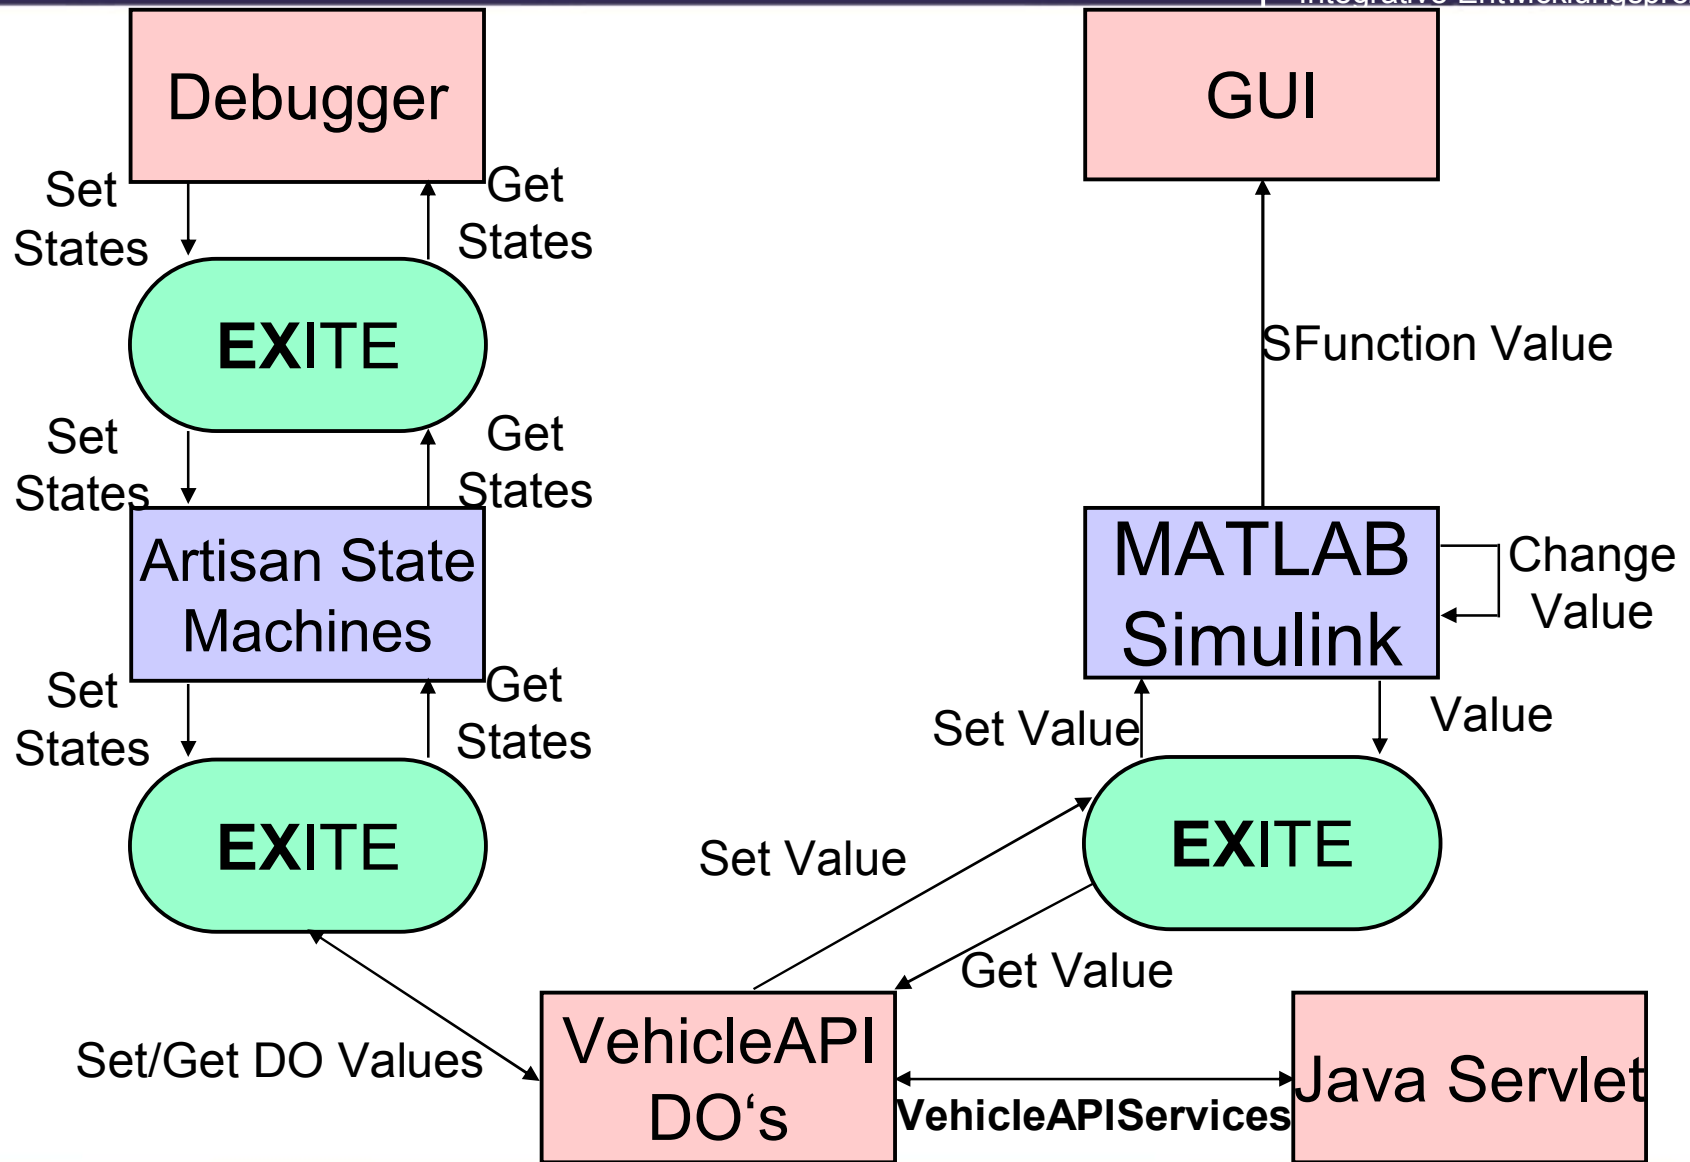 Debugger
GUI
Set
States
Get
States
EXITE
SFunction Value
Set
States
Get
States
Artisan State
Machines
MATLAB
Simulink
Change
Value
Set
States
Get
States
Set Value
Value
EXITE
EXITE
Set Value
Get Value
Set/Get DO Values
VehicleAPI
DO‘s
VehicleAPIServices
Java Servlet